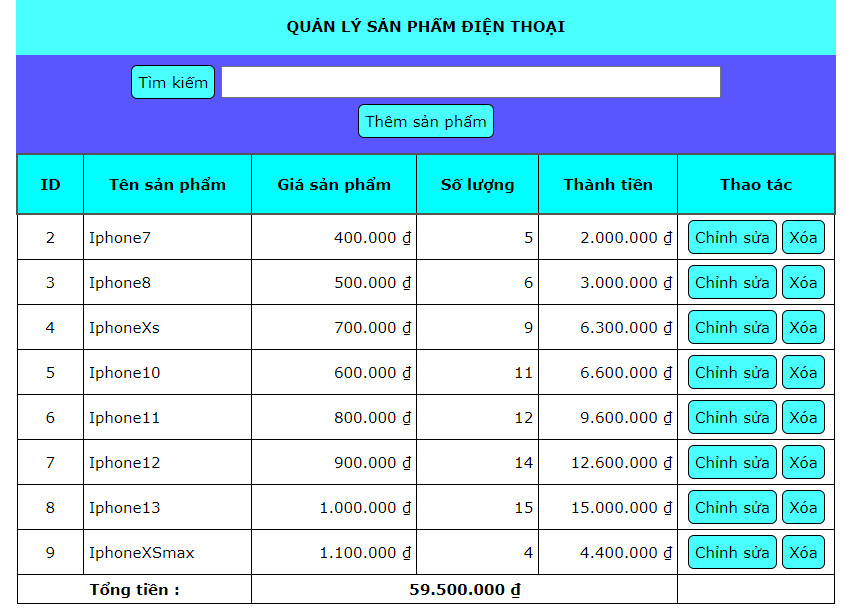 QUẢN LÝ SẢN PHẨM ĐIỆN THOẠI
Tìm kiếm
Thêm sản phẩm
ID Tên sản phẩm Giá sản phẩm Số lượng Thành tiền Thao tác
2 Iphone7 400.000 ₫ 5 2.000.000 ₫ Chỉnh sửa Xóa
3 Iphone8 500.000 ₫ 6 3.000.000 ₫ Chỉnh sửa Xóa
4 IphoneXs 700.000 ₫ 9 6.300.000 ₫ Chỉnh sửa Xóa
5 Iphone10 600.000 ₫ 11 6.600.000 ₫ Chỉnh sửa Xóa
6 Iphone11 800.000 ₫ 12 9.600.000 ₫ Chỉnh sửa Xóa
7 Iphone12 900.000 ₫ 14 12.600.000 ₫ Chỉnh sửa Xóa
8 Iphone13 1.000.000 ₫ 15 15.000.000 ₫ Chỉnh sửa Xóa
9 IphoneXSmax 1.100.000 ₫ 4 4.400.000 ₫ Chỉnh sửa Xóa
Tổng tiền : 59.500.000 ₫